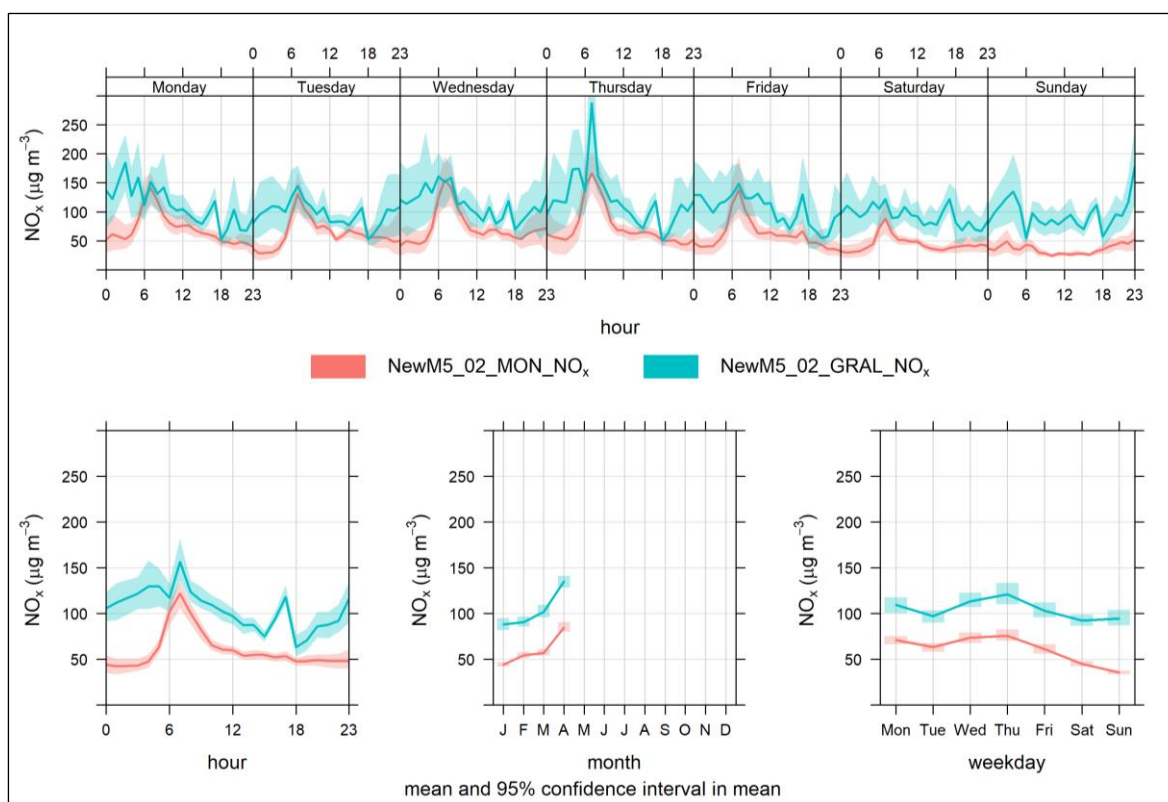 0 6 12 18 23 0 6 12 18 23 0 6 12 18 23
Monday Tuesday Wednesday Thursday Friday Saturday Sunday
NOx (µg m−3)
250
200
150
100
50
0 6 12 18 23 0 6 12 18 23 0 6 12 18 23 0 6 12 18 23
hour
NewM5_02_MON_NOx NewM5_02_GRAL_NOx
NOx (µg m−3)
250
200
150
100
50
0 6 12 18 23
hour
NOx (µg m−3)
250
200
150
100
50
J F M A M J J A S O N D
month
NOx (µg m−3)
250
200
150
100
50
Mon Tue Wed Thu Fri Sat Sun
weekday
mean and 95% confidence interval in mean